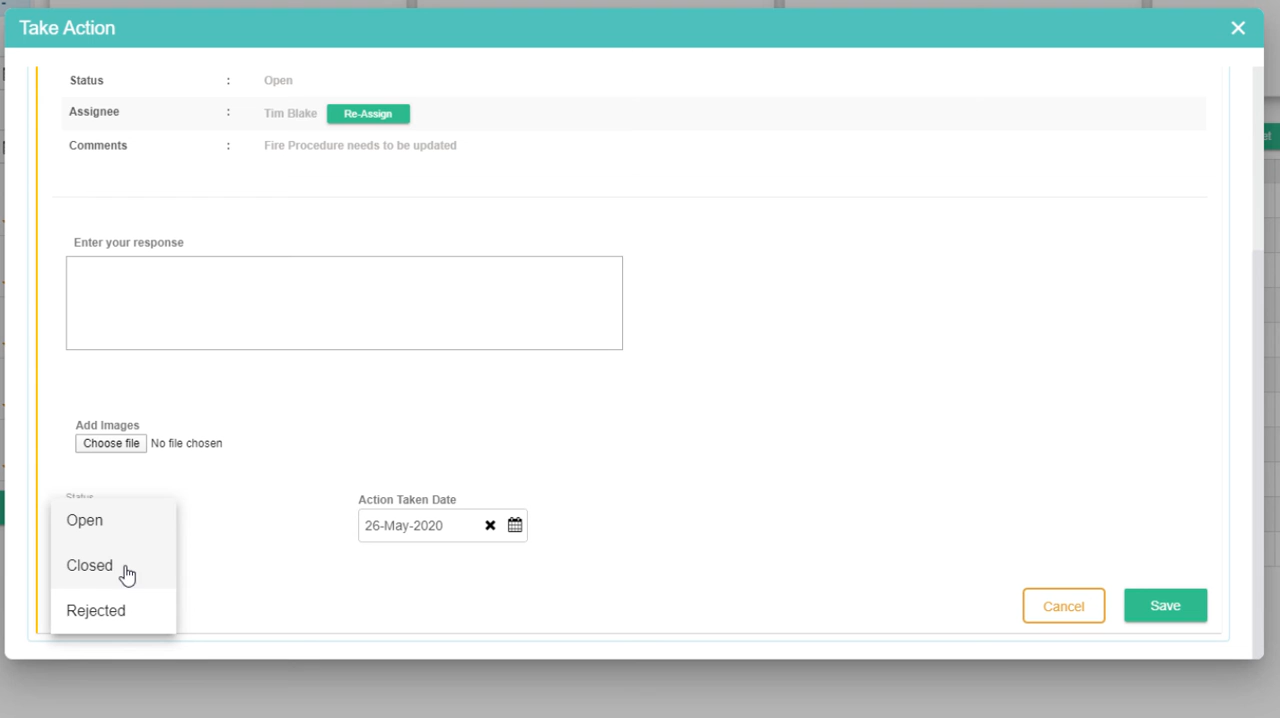 Take Action
Status : Open
Assignee : Tim Blake Re-Assign
Comments : Fire Procedure needs to be updated
Enter your response
Add Images
Choose file No file chosen
Status
Action Taken Date
Open
26-May-2020
Closed
Rejected
Cancel Save